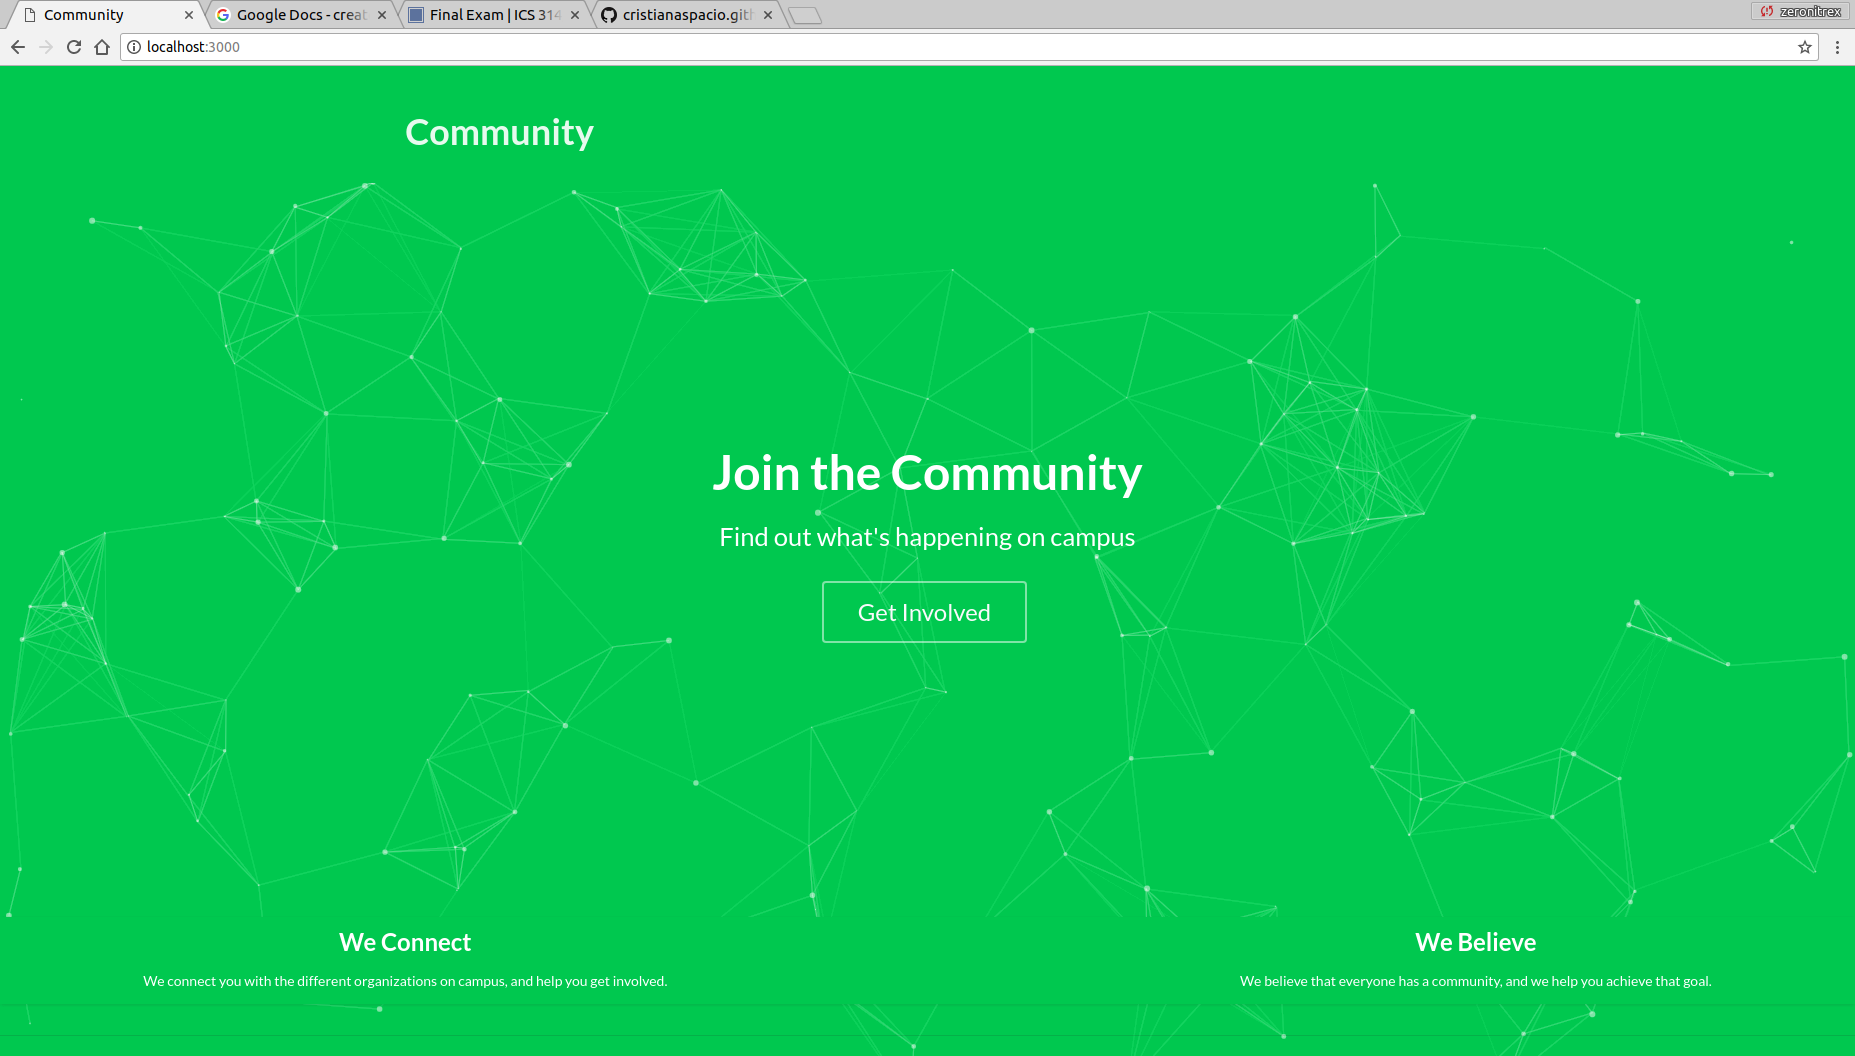 Community
Google Docs - creat
Final Exam | ICS 314
cristianaspacio.gith
zeronitrex
localhost:3000
Community
Join the Community
Find out what's happening on campus
Get Involved
We Connect
We Believe
We connect you with the different organizations on campus, and help you get involved.
We believe that everyone has a community, and we help you achieve that goal.